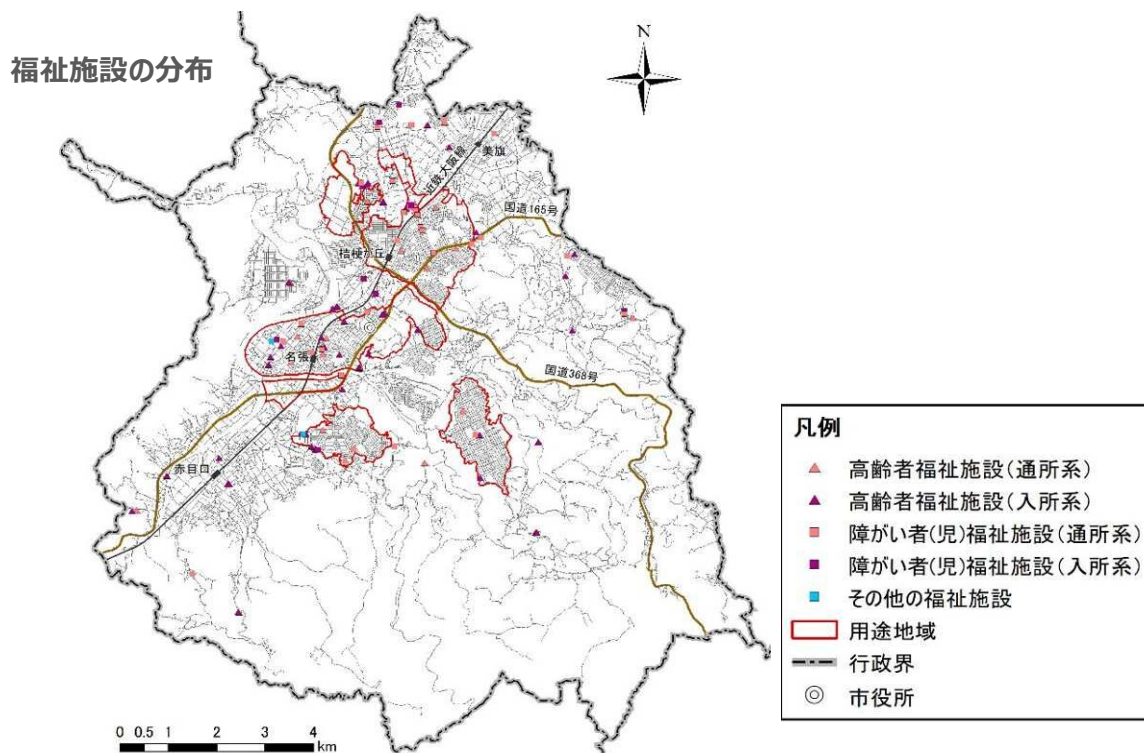 福祉施設の分布
N
美旗
近鉄大阪線
国道165号
桔梗が丘
名張
国道368号
赤目口
0 0.5 1 2 3 4
km
凡例
高齢者福祉施設(通所系)
高齢者福祉施設(入所系)
障がい者(児)福祉施設(通所系)
障がい者(児)福祉施設(入所系)
その他の福祉施設
用途地域
行政界
市役所